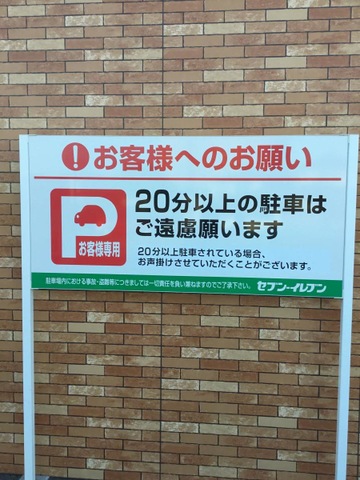 ！お客様へのお願い
P
お客様専用
20分以上の駐車は
ご遠慮願います
20分以上駐車されている場合、
お声掛けさせていただくことがございます。
駐車場内における事故・盗難等につきましては一切責任を負い兼ねますのでご了承下さい。
セブン-イレブン